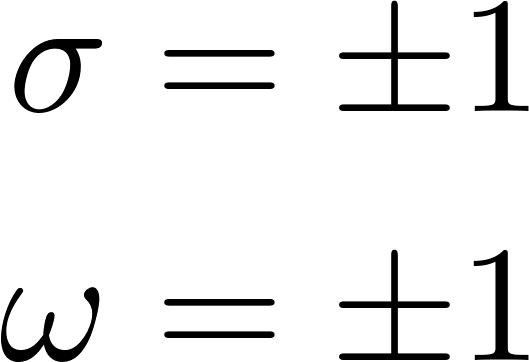 σ = ±1
ω = ±1